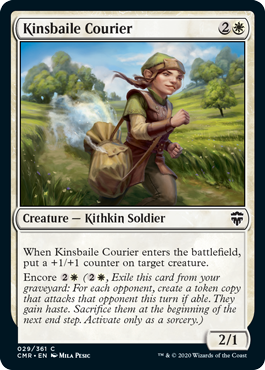 Kinsbaile Courier 2
Creature — Kithkin Soldier
When Kinsbaile Courier enters the battlefield,
put a +1/+1 counter on target creature.
Encore 2 (2, Exile this card from your
graveyard: For each opponent, create a token copy
that attacks that opponent this turn if able. They
gain haste. Sacrifice them at the beginning of the
next end step. Activate only as a sorcery.)
2/1
029/361 C
CMR • EN MILA PESIC
™ & © 2020 Wizards of the Coast